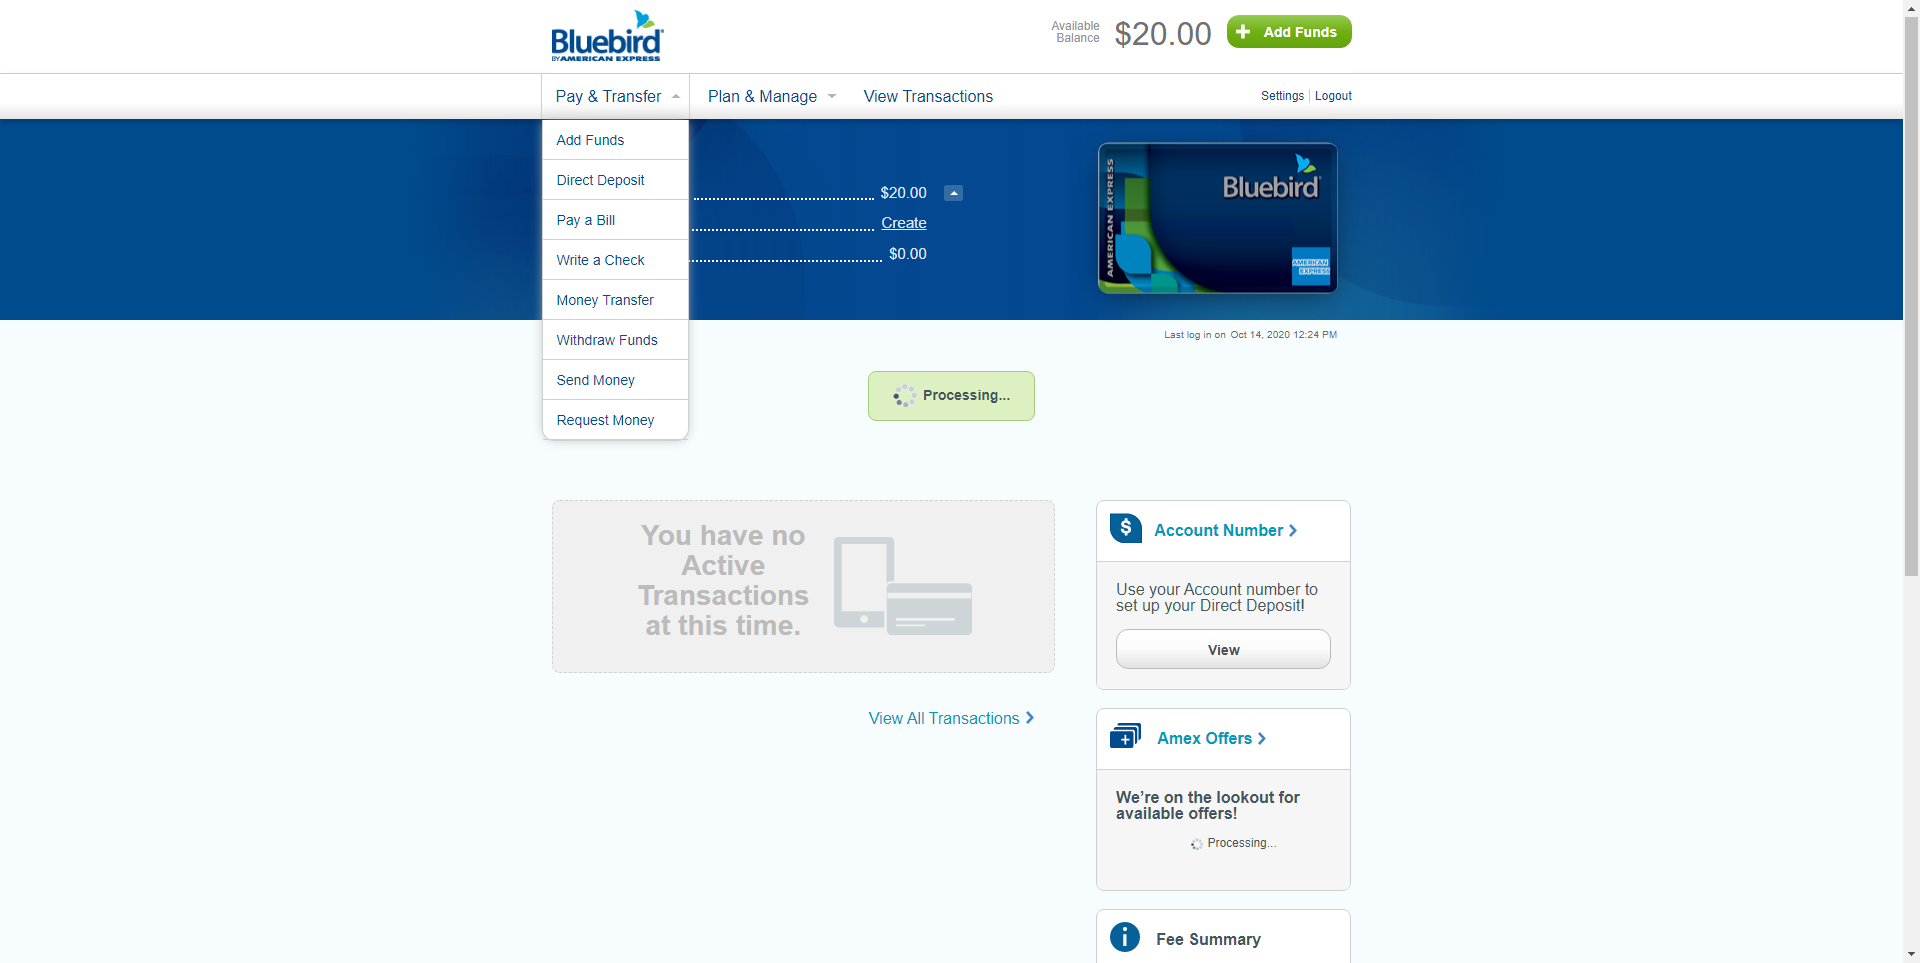 Bluebird
BY AMERICAN EXPRESS
Available
Balance
$20.00
Add Funds
Pay & Transfer
Plan & Manage
View Transactions
Settings
Logout
Add Funds
Direct Deposit
Pay a Bill
Write a Check
Money Transfer
Withdraw Funds
Send Money
Request Money
$20.00
Create
$0.00
AMERICAN EXPRESS
Bluebird
AMERICAN
EXPRESS
Last log in on Oct 14, 2020 12:24 PM
Processing...
You have no
Active
Transactions
at this time.
View All Transactions
$
Account Number
Use your Account number to
set up your Direct Deposit!
View
Amex Offers
We’re on the lookout for
available offers!
Processing...
Fee Summary